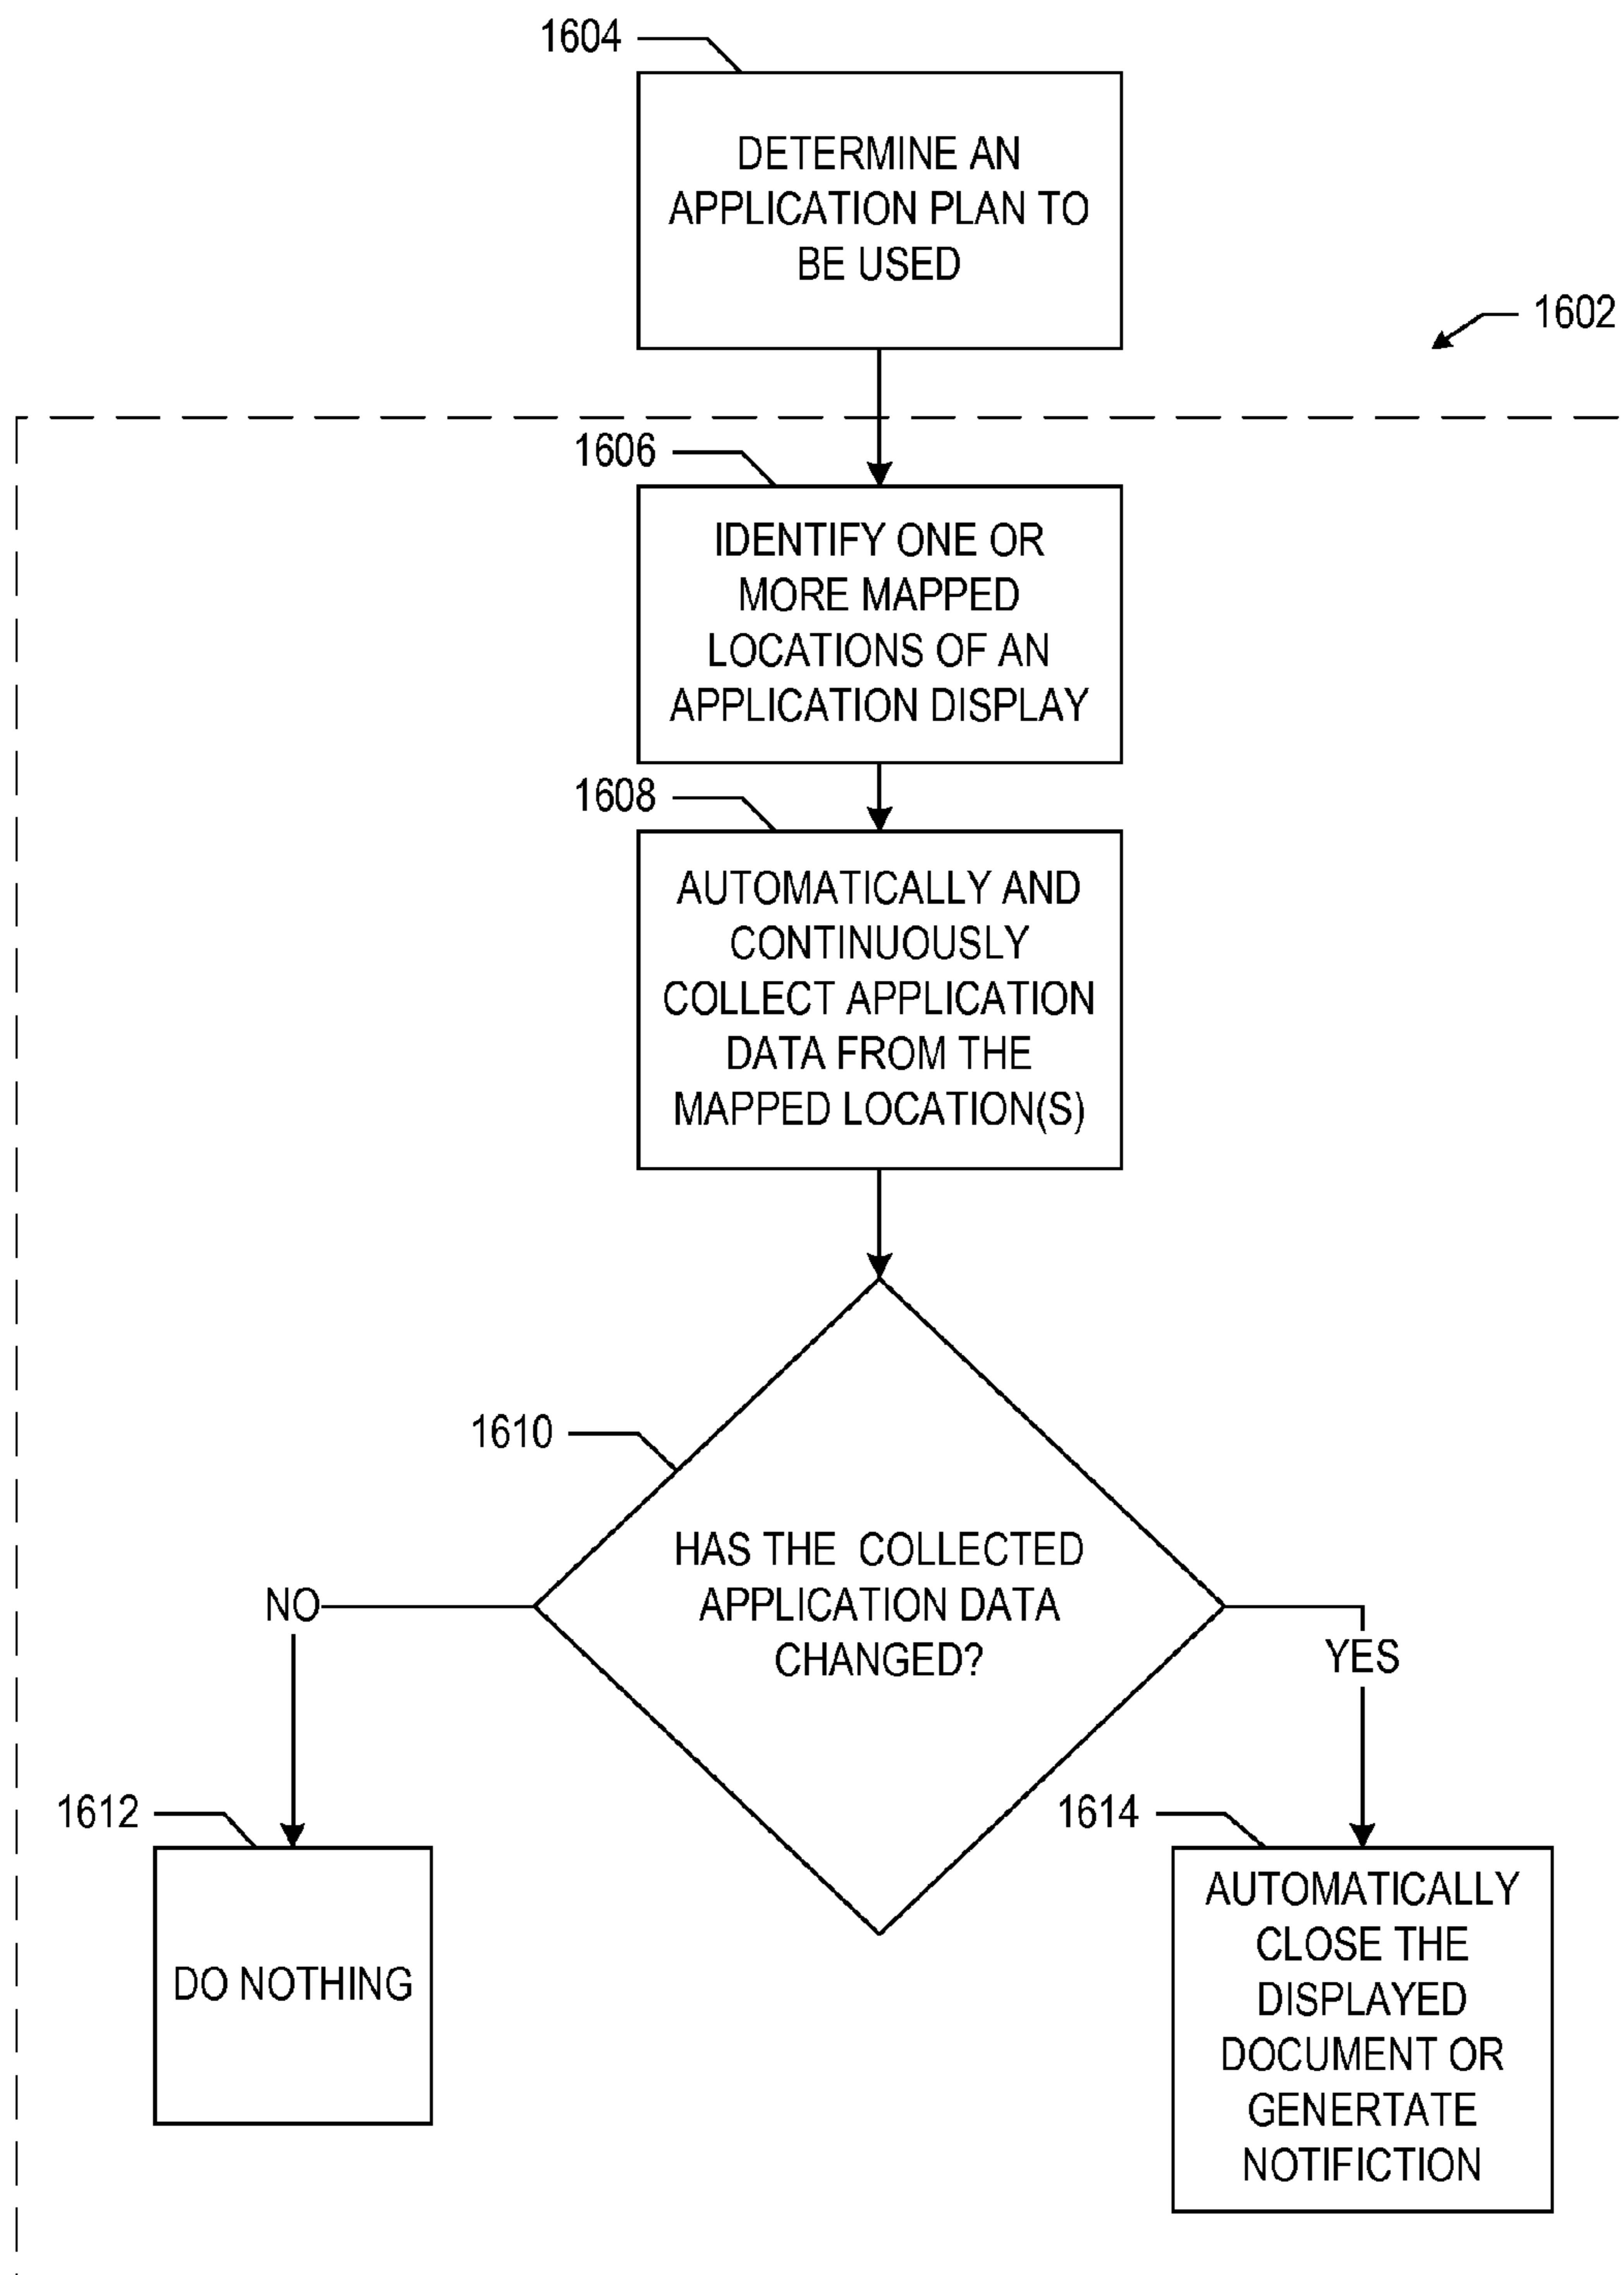 1604
DETERMINE AN
APPLICATION PLAN TO
BE USED
1602
1606
IDENTIFY ONE OR
MORE MAPPED
LOCATIONS OF AN
APPLICATION DISPLAY
1608
AUTOMATICALLY AND
CONTINUOUSLY
COLLECT APPLICATION
DATA FROM THE
MAPPED LOCATION(S)
1610
HAS THE COLLECTED
APPLICATION DATA
CHANGED?
NO
YES
1612
DO NOTHING
1614
AUTOMATICALLY
CLOSE THE
DISPLAYED
DOCUMENT OR
GENERTATE
NOTIFICTION